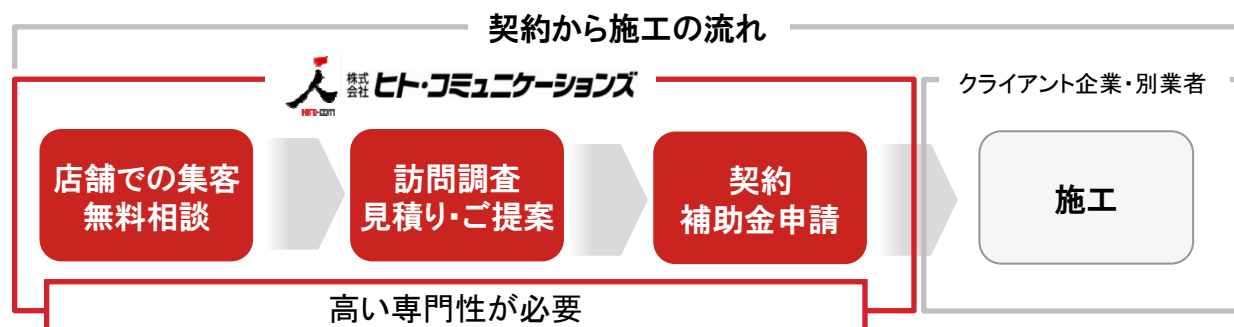 契約から施工の流れ
人
HITO-COM
株式
会社
ヒト・コミュニケーションズ
クライアント企業・別業者
店舗での集客
無料相談
訪問調査
見積り・ご提案
契約
補助金申請
施工
高い専門性が必要